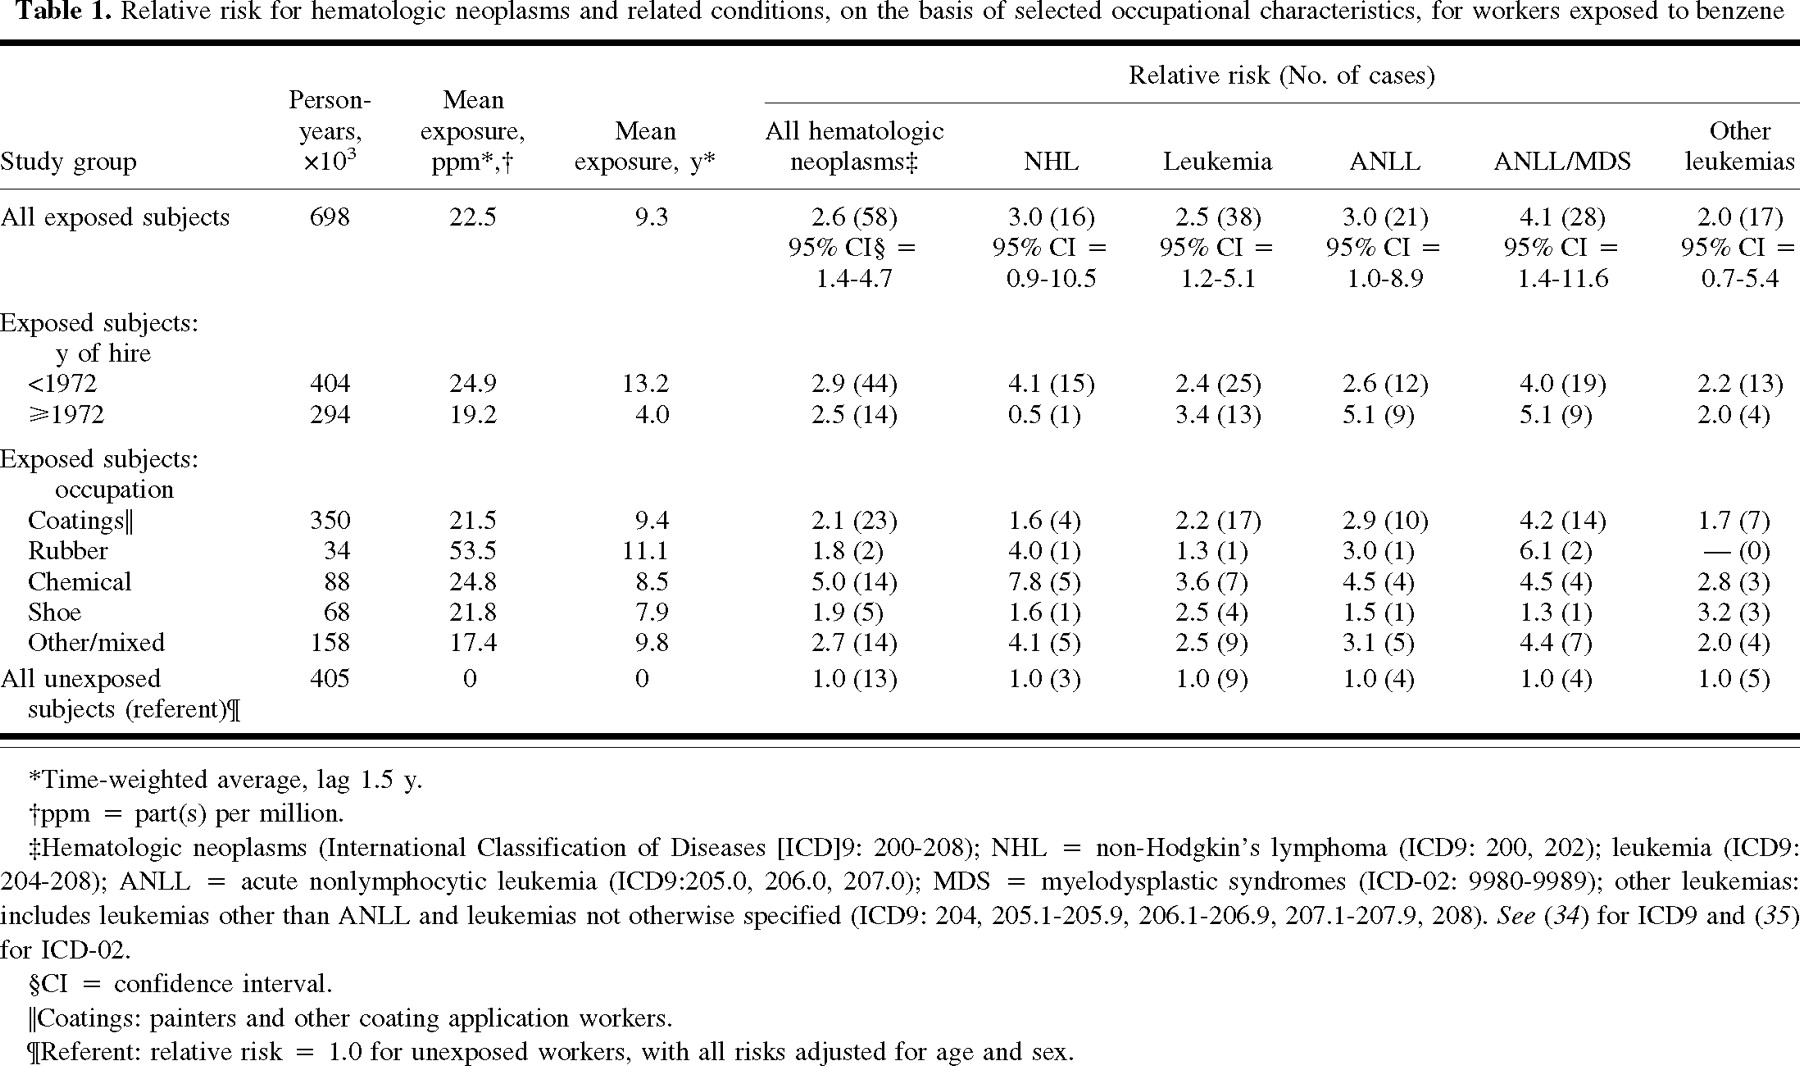 Table 1. Relative risk for hematologic neoplasms and related conditions, on the basis of selected occupational characteristics, for workers exposed to benzene
Relative risk (No. of cases)
Study group Person-years, ×10³ Mean exposure, ppm*,† Mean exposure, y* All hematologic neoplasms‡ NHL Leukemia ANLL ANLL/MDS Other leukemias
All exposed subjects 698 22.5 9.3 2.6 (58) 3.0 (16) 2.5 (38) 3.0 (21) 4.1 (28) 2.0 (17)
95% CI§ = 95% CI = 95% CI = 95% CI = 95% CI = 95% CI =
1.4-4.7 0.9-10.5 1.2-5.1 1.0-8.9 1.4-11.6 0.7-5.4
Exposed subjects:
y of hire
<1972 404 24.9 13.2 2.9 (44) 4.1 (15) 2.4 (25) 2.6 (12) 4.0 (19) 2.2 (13)
⩾1972 294 19.2 4.0 2.5 (14) 0.5 (1) 3.4 (13) 5.1 (9) 5.1 (9) 2.0 (4)
Exposed subjects:
occupation
Coatings‖ 350 21.5 9.4 2.1 (23) 1.6 (4) 2.2 (17) 2.9 (10) 4.2 (14) 1.7 (7)
Rubber 34 53.5 11.1 1.8 (2) 4.0 (1) 1.3 (1) 3.0 (1) 6.1 (2) — (0)
Chemical 88 24.8 8.5 5.0 (14) 7.8 (5) 3.6 (7) 4.5 (4) 4.5 (4) 2.8 (3)
Shoe 68 21.8 7.9 1.9 (5) 1.6 (1) 2.5 (4) 1.5 (1) 1.3 (1) 3.2 (3)
Other/mixed 158 17.4 9.8 2.7 (14) 4.1 (5) 2.5 (9) 3.1 (5) 4.4 (7) 2.0 (4)
All unexposed 405 0 0 1.0 (13) 1.0 (3) 1.0 (9) 1.0 (4) 1.0 (4) 1.0 (5)
subjects (referent)¶
*Time-weighted average, lag 1.5 y.
†ppm = part(s) per million.
‡Hematologic neoplasms (International Classification of Diseases [ICD]9: 200-208); NHL = non-Hodgkin's lymphoma (ICD9: 200, 202); leukemia (ICD9:
204-208); ANLL = acute nonlymphocytic leukemia (ICD9:205.0, 206.0, 207.0); MDS = myelodysplastic syndromes (ICD-02: 9980-9989); other leukemias:
includes leukemias other than ANLL and leukemias not otherwise specified (ICD9: 204, 205.1-205.9, 206.1-206.9, 207.1-207.9, 208). See (34) for ICD9 and (35)
for ICD-02.
§CI = confidence interval.
‖Coatings: painters and other coating application workers.
¶Referent: relative risk = 1.0 for unexposed workers, with all risks adjusted for age and sex.